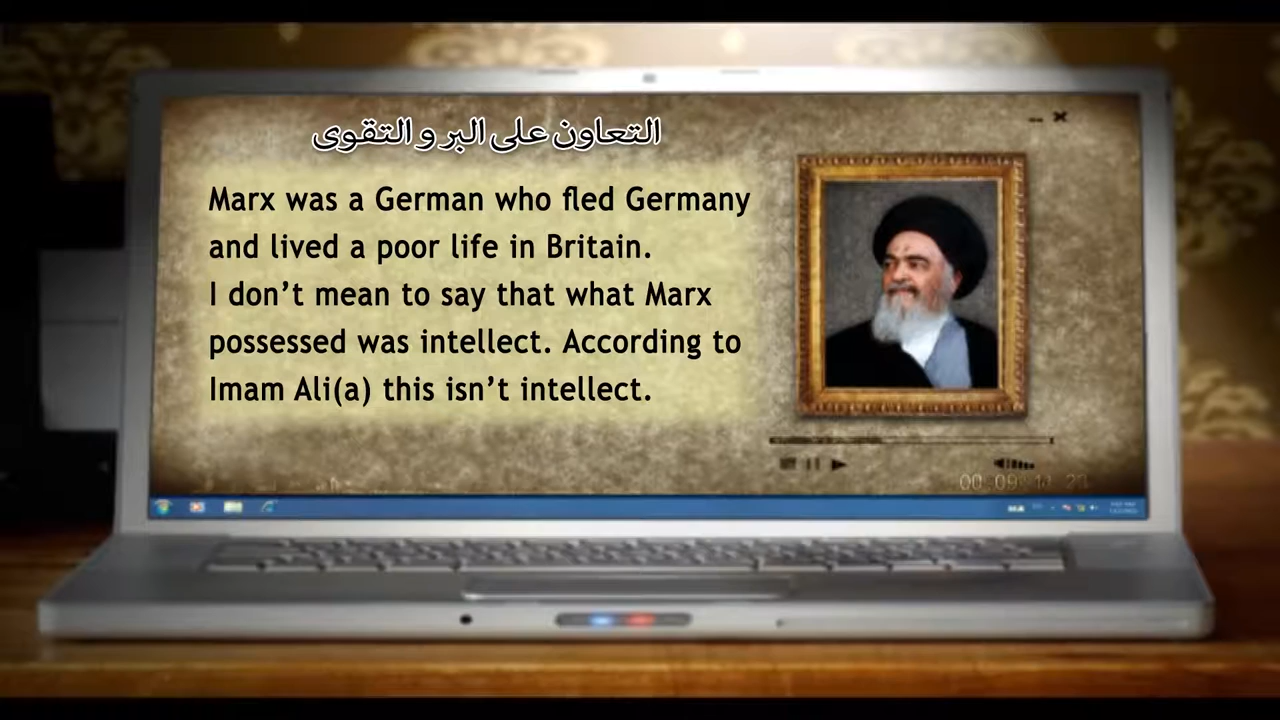 التعاون على البر و التقوى
Marx was a German who fled Germany
and lived a poor life in Britain.
I don't mean to say that what Marx
possessed was intellect. According to
Imam Ali(a) this isn't intellect.